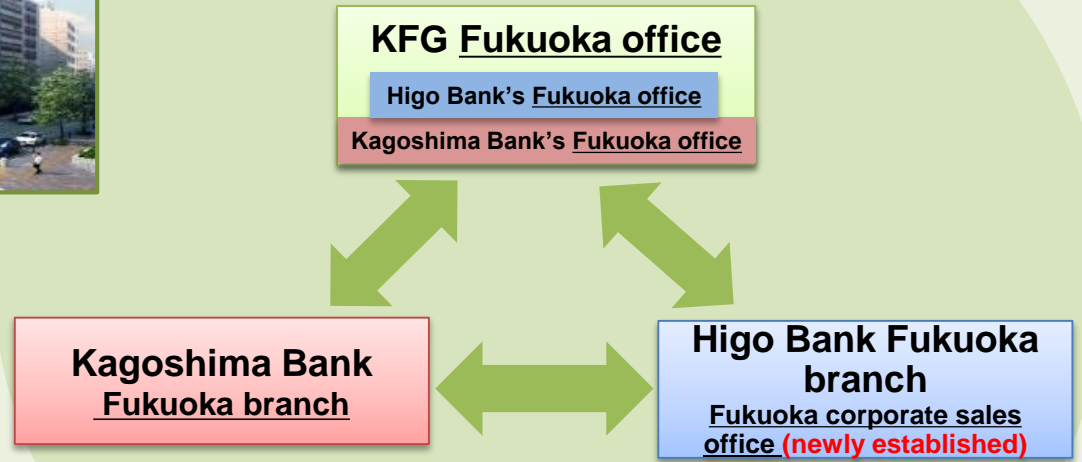 KFG Fukuoka office
Higo Bank's Fukuoka office
Kagoshima Bank's Fukuoka office
Kagoshima Bank
Fukuoka branch
Higo Bank Fukuoka
branch
Fukuoka corporate sales
office (newly established)